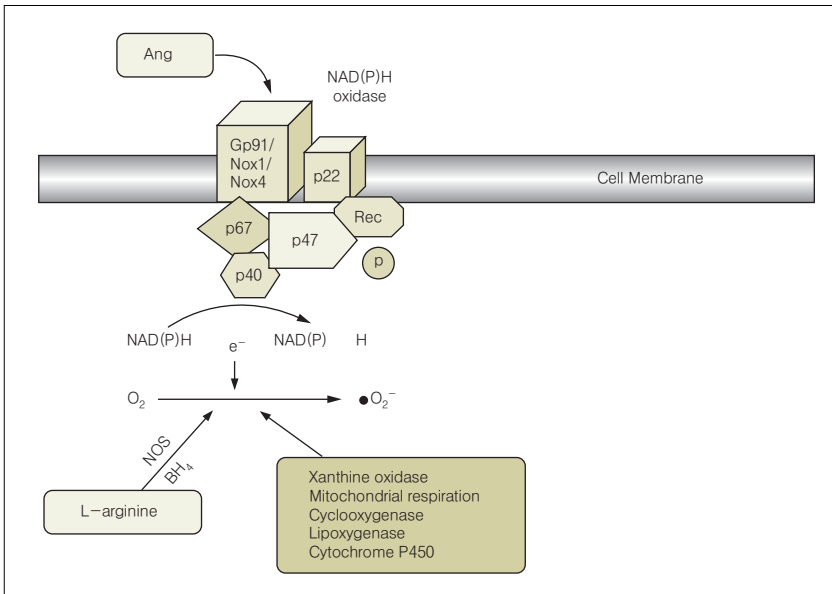 Ang
NAD(P)H
oxidase
Gp91/
Nox1/
Nox4
p22
Cell Membrane
p67
p47
Rec
p40
p
NAD(P)H
e⁻
NAD(P)
H
O₂
●O₂⁻
NOS
BH₄
L–arginine
Xanthine oxidase
Mitochondrial respiration
Cyclooxygenase
Lipoxygenase
Cytochrome P450